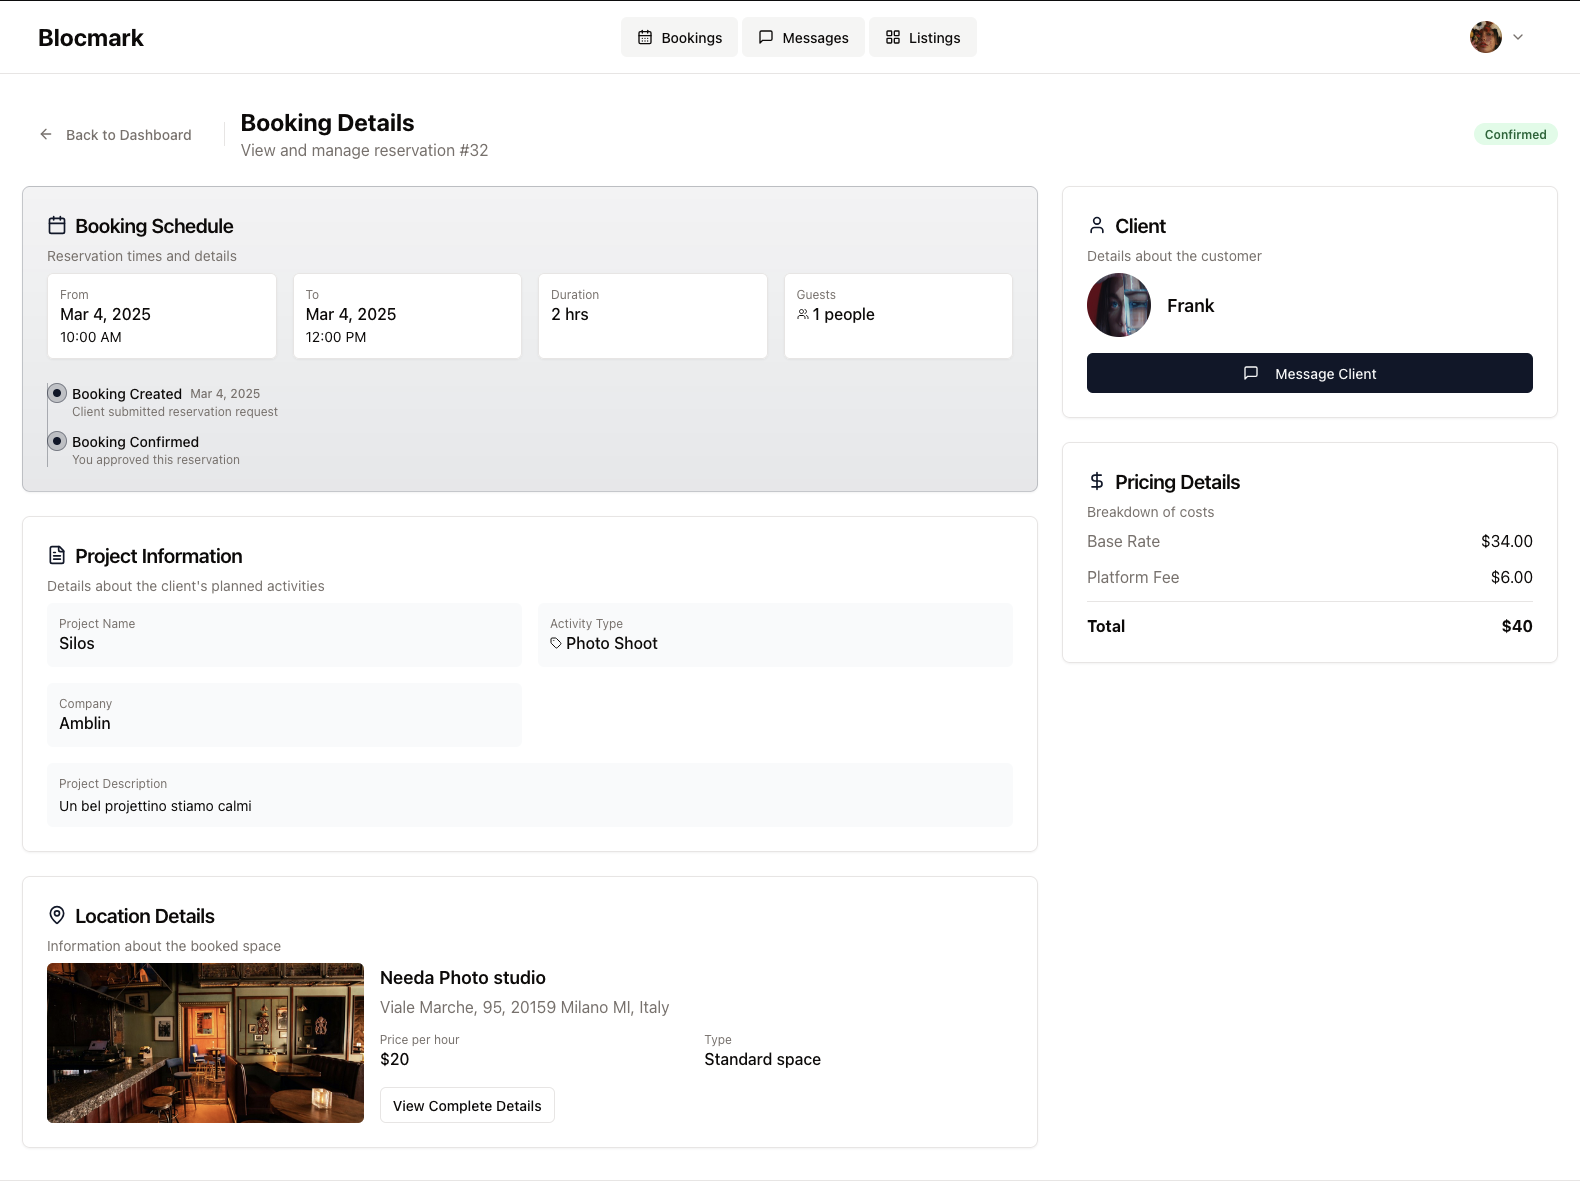 Blocmark
Bookings
Messages
Listings
Back to Dashboard
Booking Details
View and manage reservation #32
Confirmed
Booking Schedule
Reservation times and details
From
Mar 4, 2025
10:00 AM
To
Mar 4, 2025
12:00 PM
Duration
2 hrs
Guests
1 people
Booking Created Mar 4, 2025
Client submitted reservation request
Booking Confirmed
You approved this reservation
Project Information
Details about the client's planned activities
Project Name
Silos
Activity Type
Photo Shoot
Company
Amblin
Project Description
Un bel projettino stiamo calmi
Location Details
Information about the booked space
Needa Photo studio
Viale Marche, 95, 20159 Milano MI, Italy
Price per hour
$20
Type
Standard space
View Complete Details
Client
Details about the customer
Frank
Message Client
Pricing Details
Breakdown of costs
Base Rate $34.00
Platform Fee $6.00
Total $40